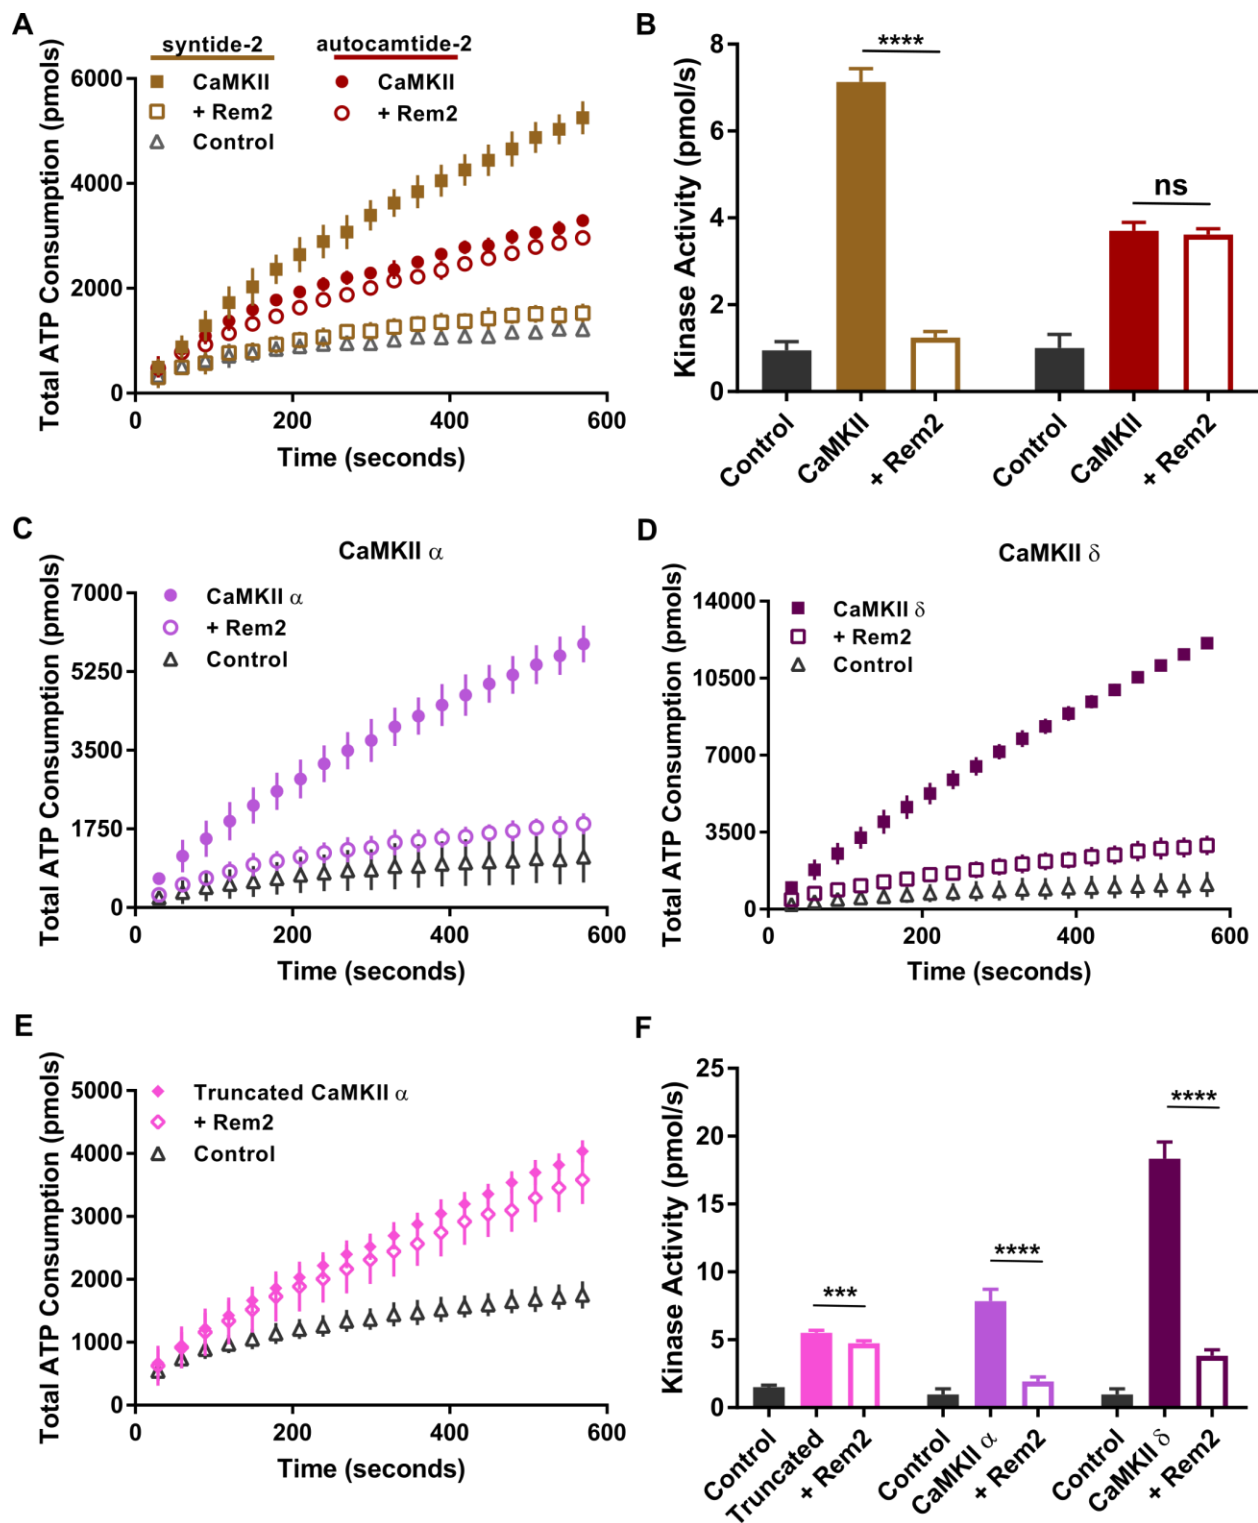 A
syntide-2 autocamtide-2
CaMKII CaMKII
+ Rem2 + Rem2
Control
Total ATP Consumption (pmols)
6000
4000
2000
0
0 200 400 600
Time (seconds)
B
****
ns
Kinase Activity (pmol/s)
8
6
4
2
0
Control CaMKII + Rem2 Control CaMKII + Rem2
C
CaMKII α
CaMKII α
+ Rem2
Control
Total ATP Consumption (pmols)
7000
5250
3500
1750
0
0 200 400 600
Time (seconds)
D
CaMKII δ
CaMKII δ
+ Rem2
Control
Total ATP Consumption (pmols)
14000
10500
7000
3500
0
0 200 400 600
Time (seconds)
E
Truncated CaMKII α
+ Rem2
Control
Total ATP Consumption (pmols)
5000
4000
3000
2000
1000
0
0 200 400 600
Time (seconds)
F
****
****
***
Kinase Activity (pmol/s)
25
20
15
10
5
0
Control Truncated + Rem2 Control CaMKII α + Rem2 Control CaMKII δ + Rem2